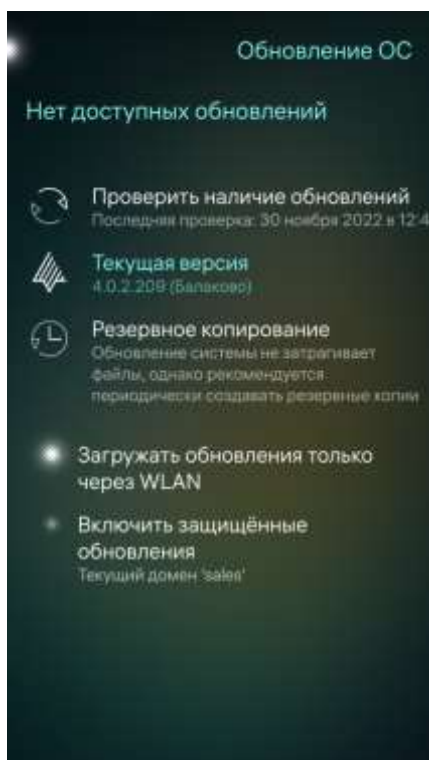 Обновление ОС
Нет доступных обновлений
Проверить наличие обновлений
Последняя проверка: 30 ноября 2022 в 12:4
Текущая версия
4.0.2.209 (Балаково)
Резервное копирование
Обновление системы не затрагивает
файлы, однако рекомендуется
периодически создавать резервные копии
Загружать обновления только
через WLAN
Включить защищённые
обновления
Текущий домен 'sales'